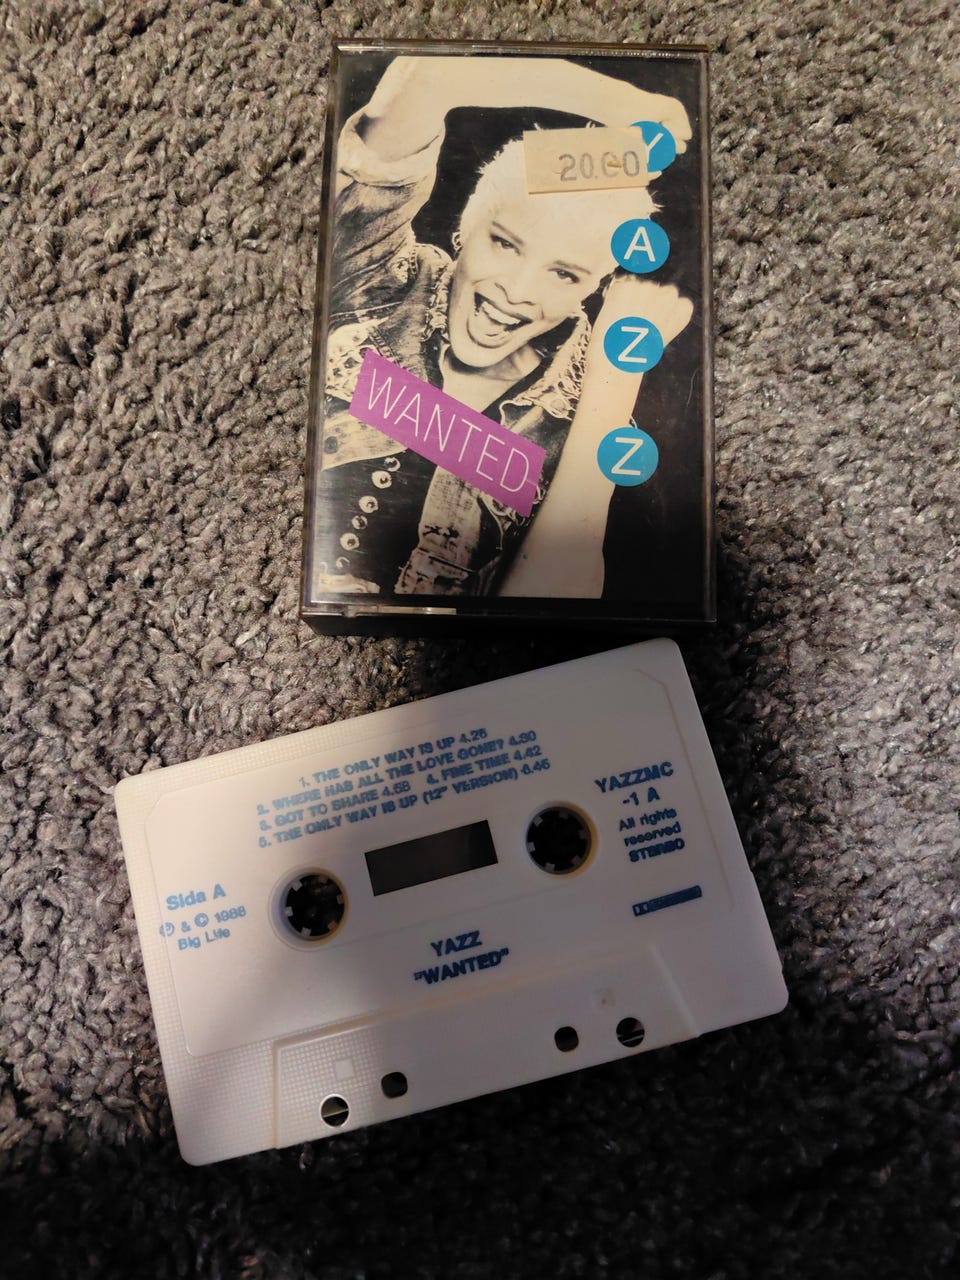 20.00
Y
A
Z
Z
WANTED
1. THE ONLY WAY IS UP 4.26
2. WHERE HAS ALL THE LOVE GONE? 4.30
3. GOT TO SHARE 4.58 4. FINE TIME 4.42
5. THE ONLY WAY IS UP (12" VERSION) 6.45
YAZZMC
-1 A
All rights
reserved
STEREO
Side A
℗ & © 1988
Big Life
YAZZ
"WANTED"